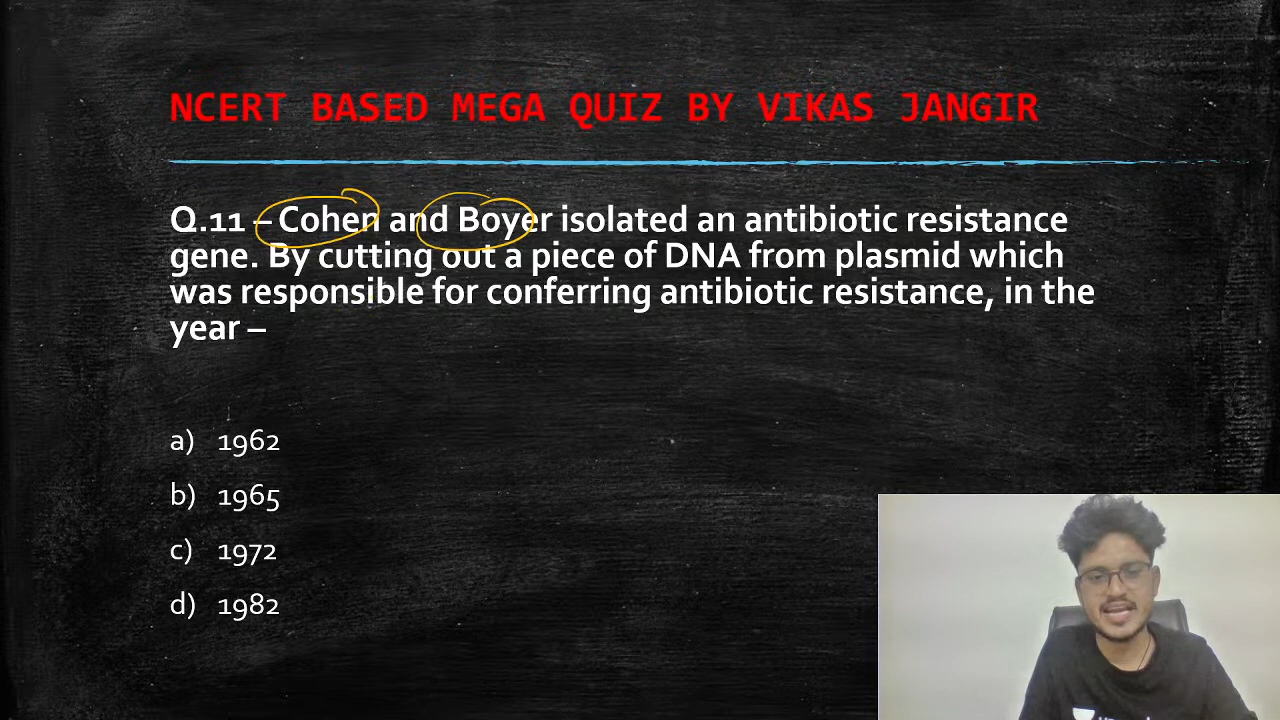 NCERT BASED MEGA QUIZ BY VIKAS JANGIR
Q.11 – Cohen and Boyer isolated an antibiotic resistance
gene. By cutting out a piece of DNA from plasmid which
was responsible for conferring antibiotic resistance, in the
year –
a) 1962
b) 1965
c) 1972
d) 1982